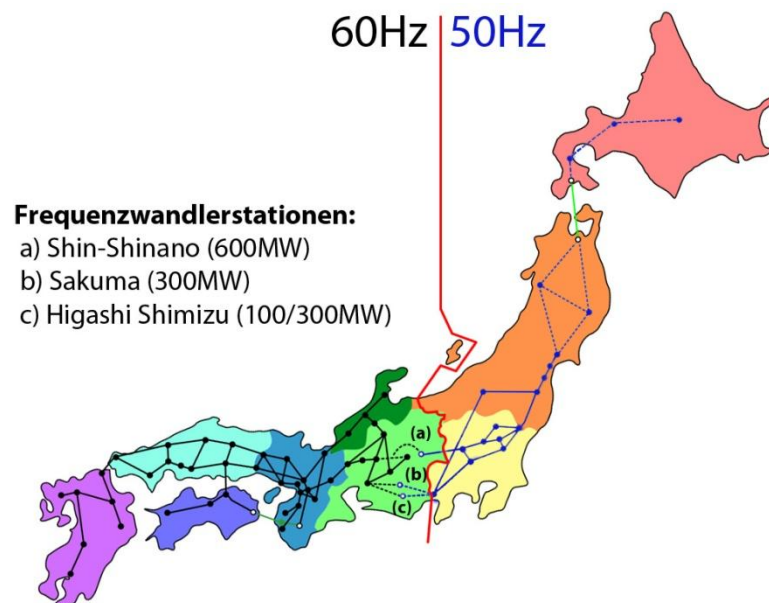 60Hz 50Hz
Frequenzwandlerstationen:
a) Shin-Shinano (600MW)
b) Sakuma (300MW)
c) Higashi Shimizu (100/300MW)
(a)
(b)
(c)